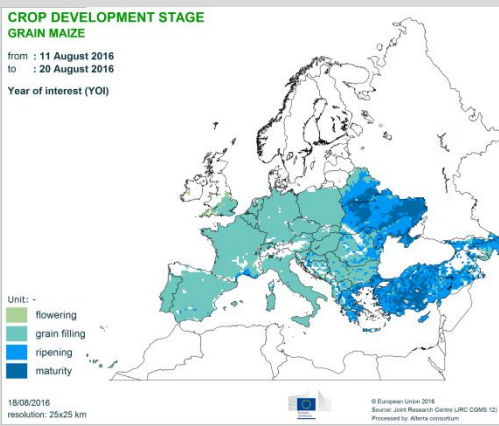 CROP DEVELOPMENT STAGE
GRAIN MAIZE
from : 11 August 2016
to : 20 August 2016
Year of interest (YOI)
Unit: -
flowering
grain filling
ripening
maturity
18/08/2016
resolution: 25x25 km
© European Union 2016
Source: Joint Research Centre (JRC CGMS 12)
Processed by: Alterra consortium